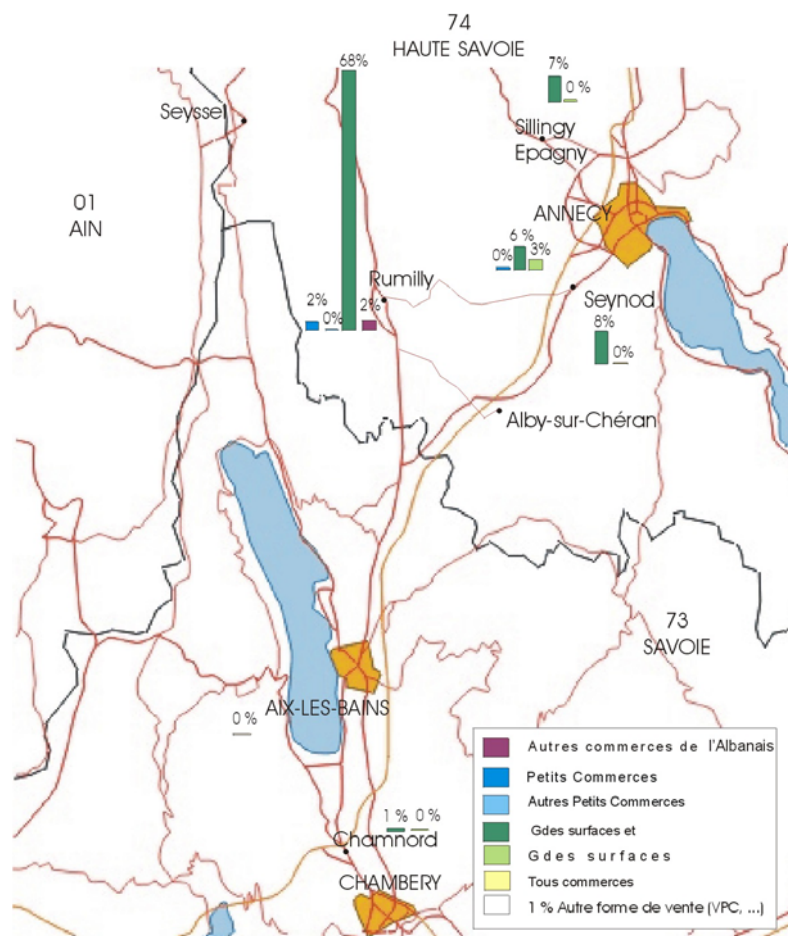 74
HAUTE SAVOIE
68%
7%
0 %
Seyssel
Sillingy
Epagny
01
AIN
ANNECY
6 %
0%
3%
Rumilly
Seynod
2%
0%
2%
8%
0%
Alby-sur-Chéran
73
SAVOIE
AIX-LES-BAINS
0 %
1 %
0 %
Chamnord
CHAMBERY
Autres commerces de l'Albanais
Petits Commerces
Autres Petits Commerces
Gdes surfaces et
Gdes surfaces
Tous commerces
1 % Autre forme de vente (VPC, ...)